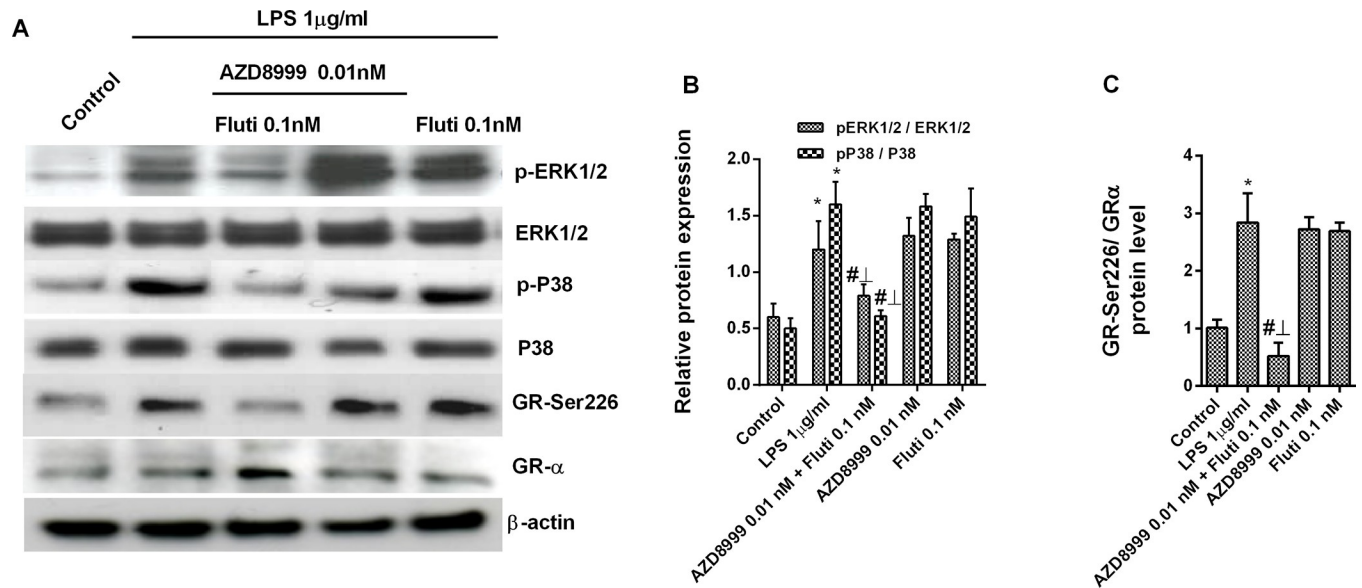 A
LPS 1μg/ml
AZD8999 0.01nM
Control
Fluti 0.1nM
Fluti 0.1nM
p-ERK1/2
ERK1/2
p-P38
P38
GR-Ser226
GR-α
β-actin
B
pERK1/2 / ERK1/2
pP38 / P38
Relative protein expression
2.0
1.5
1.0
0.5
0.0
*
*
#⊥
#⊥
Control
LPS 1μg/ml
AZD8999 0.01 nM + Fluti 0.1 nM
AZD8999 0.01 nM
Fluti 0.1 nM
C
GR-Ser226/ GRα
protein level
4
3
2
1
0
*
#⊥
Control
LPS 1μg/ml
AZD8999 0.01 nM + Fluti 0.1 nM
AZD8999 0.01 nM
Fluti 0.1 nM